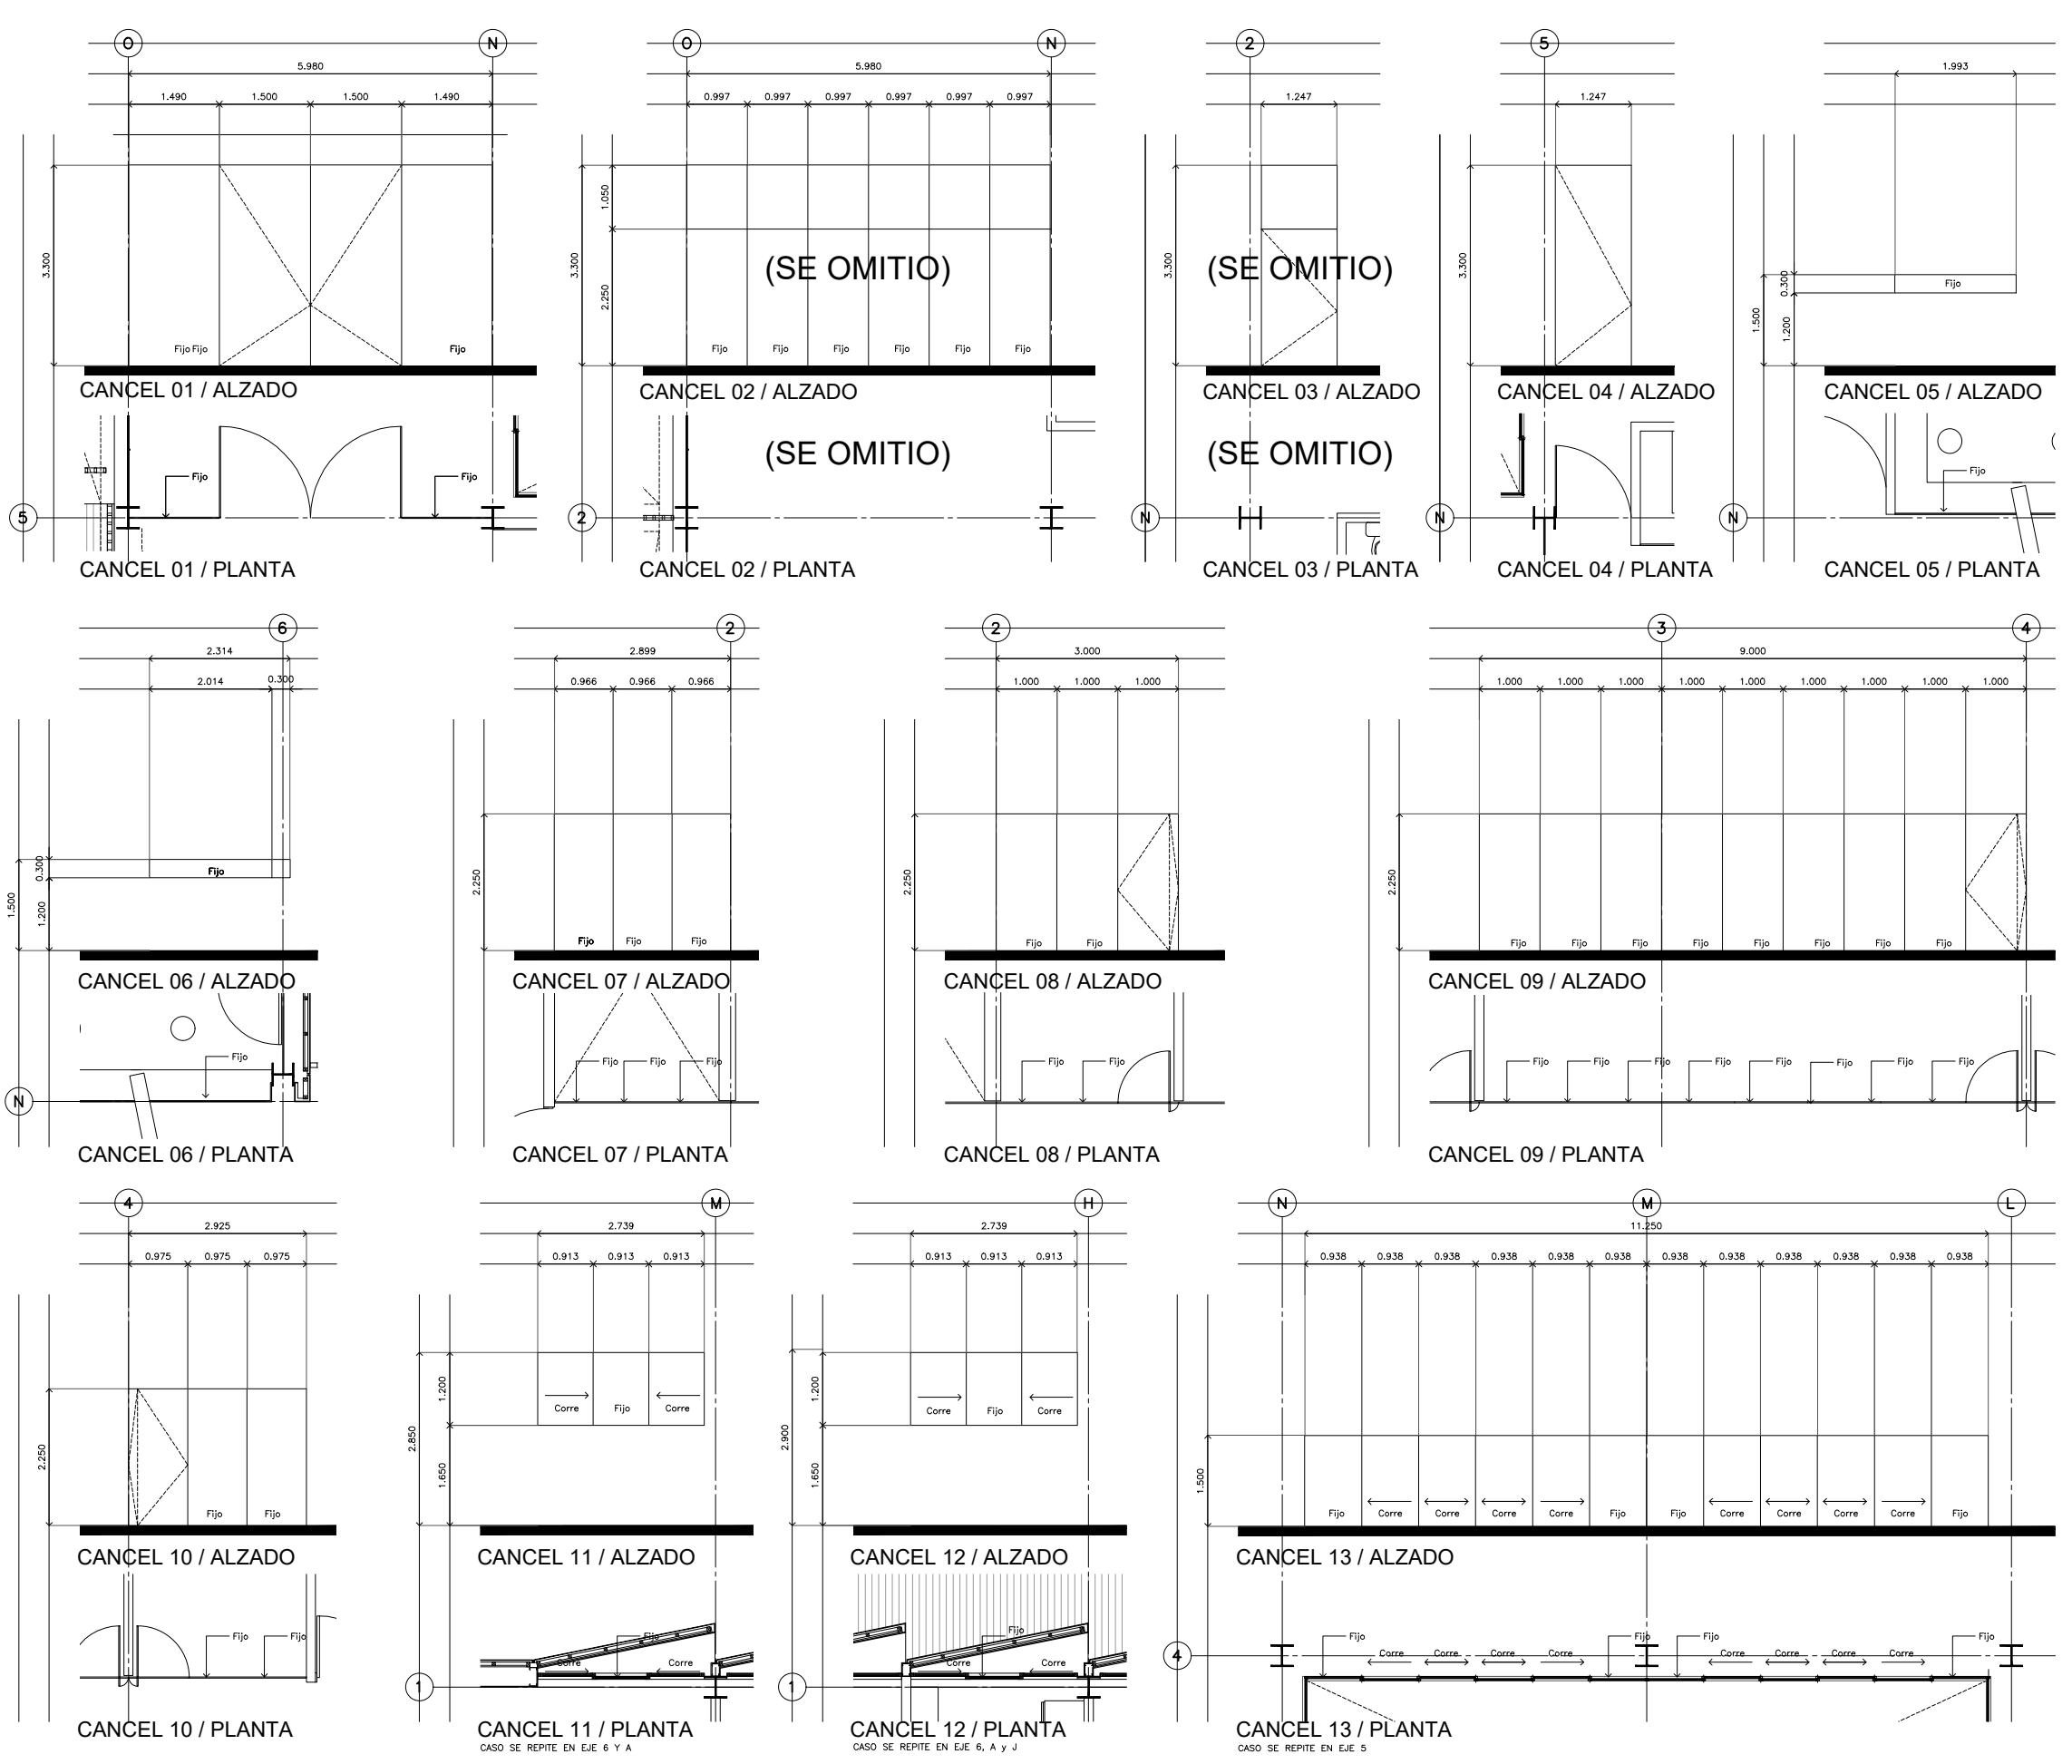 O N O N 2 5
5.980 5.980 1.993
1.490 1.500 1.500 1.490 0.997 0.997 0.997 0.997 0.997 0.997 1.247 1.247
3.300 3.300 1.050 2.250 3.300 3.300 1.500 0.300 1.200
(SE OMITIO) (SE OMITIO)
Fijo
Fijo Fijo Fijo Fijo Fijo Fijo Fijo Fijo Fijo
CANCEL 01 / ALZADO CANCEL 02 / ALZADO CANCEL 03 / ALZADO CANCEL 04 / ALZADO CANCEL 05 / ALZADO
(SE OMITIO) (SE OMITIO)
Fijo Fijo Fijo
5 2 N N N
CANCEL 01 / PLANTA CANCEL 02 / PLANTA CANCEL 03 / PLANTA CANCEL 04 / PLANTA CANCEL 05 / PLANTA
6 2 2 3 4
2.314 2.899 3.000 9.000
2.014 0.300 0.966 0.966 0.966 1.000 1.000 1.000 1.000 1.000 1.000 1.000 1.000 1.000 1.000 1.000 1.000
1.500 0.300 1.200 2.250 2.250 2.250
Fijo
Fijo Fijo Fijo Fijo Fijo Fijo Fijo Fijo Fijo Fijo Fijo Fijo Fijo
CANCEL 06 / ALZADO CANCEL 07 / ALZADO CANCEL 08 / ALZADO CANCEL 09 / ALZADO
Fijo Fijo Fijo Fijo Fijo Fijo Fijo Fijo Fijo Fijo Fijo Fijo Fijo Fijo
N
CANCEL 06 / PLANTA CANCEL 07 / PLANTA CANCEL 08 / PLANTA CANCEL 09 / PLANTA
4 M H N M L
2.925 2.739 2.739 11.250
0.975 0.975 0.975 0.913 0.913 0.913 0.913 0.913 0.913 0.938 0.938 0.938 0.938 0.938 0.938 0.938 0.938 0.938 0.938 0.938 0.938
2.250 2.850 1.200 1.650 2.900 1.200 1.650 1.500
Corre Fijo Corre Corre Fijo Corre
Fijo Fijo Fijo Corre Corre Corre Corre Fijo Fijo Corre Corre Corre Corre Fijo
CANCEL 10 / ALZADO CANCEL 11 / ALZADO CANCEL 12 / ALZADO CANCEL 13 / ALZADO
Fijo Fijo Fijo Fijo Fijo Fijo Fijo Fijo
Corre Corre Corre Corre Corre Corre Corre Corre Corre Corre Corre Corre
1 1 4
CANCEL 10 / PLANTA CANCEL 11 / PLANTA CANCEL 12 / PLANTA CANCEL 13 / PLANTA
CASO SE REPITE EN EJE 6 Y A CASO SE REPITE EN EJE 6, A y J CASO SE REPITE EN EJE 5